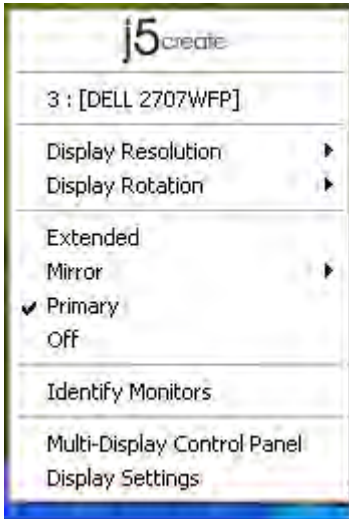 j5create
3 : [DELL 2707WFP]
Display Resolution
Display Rotation
Extended
Mirror
Primary
Off
Identify Monitors
Multi-Display Control Panel
Display Settings